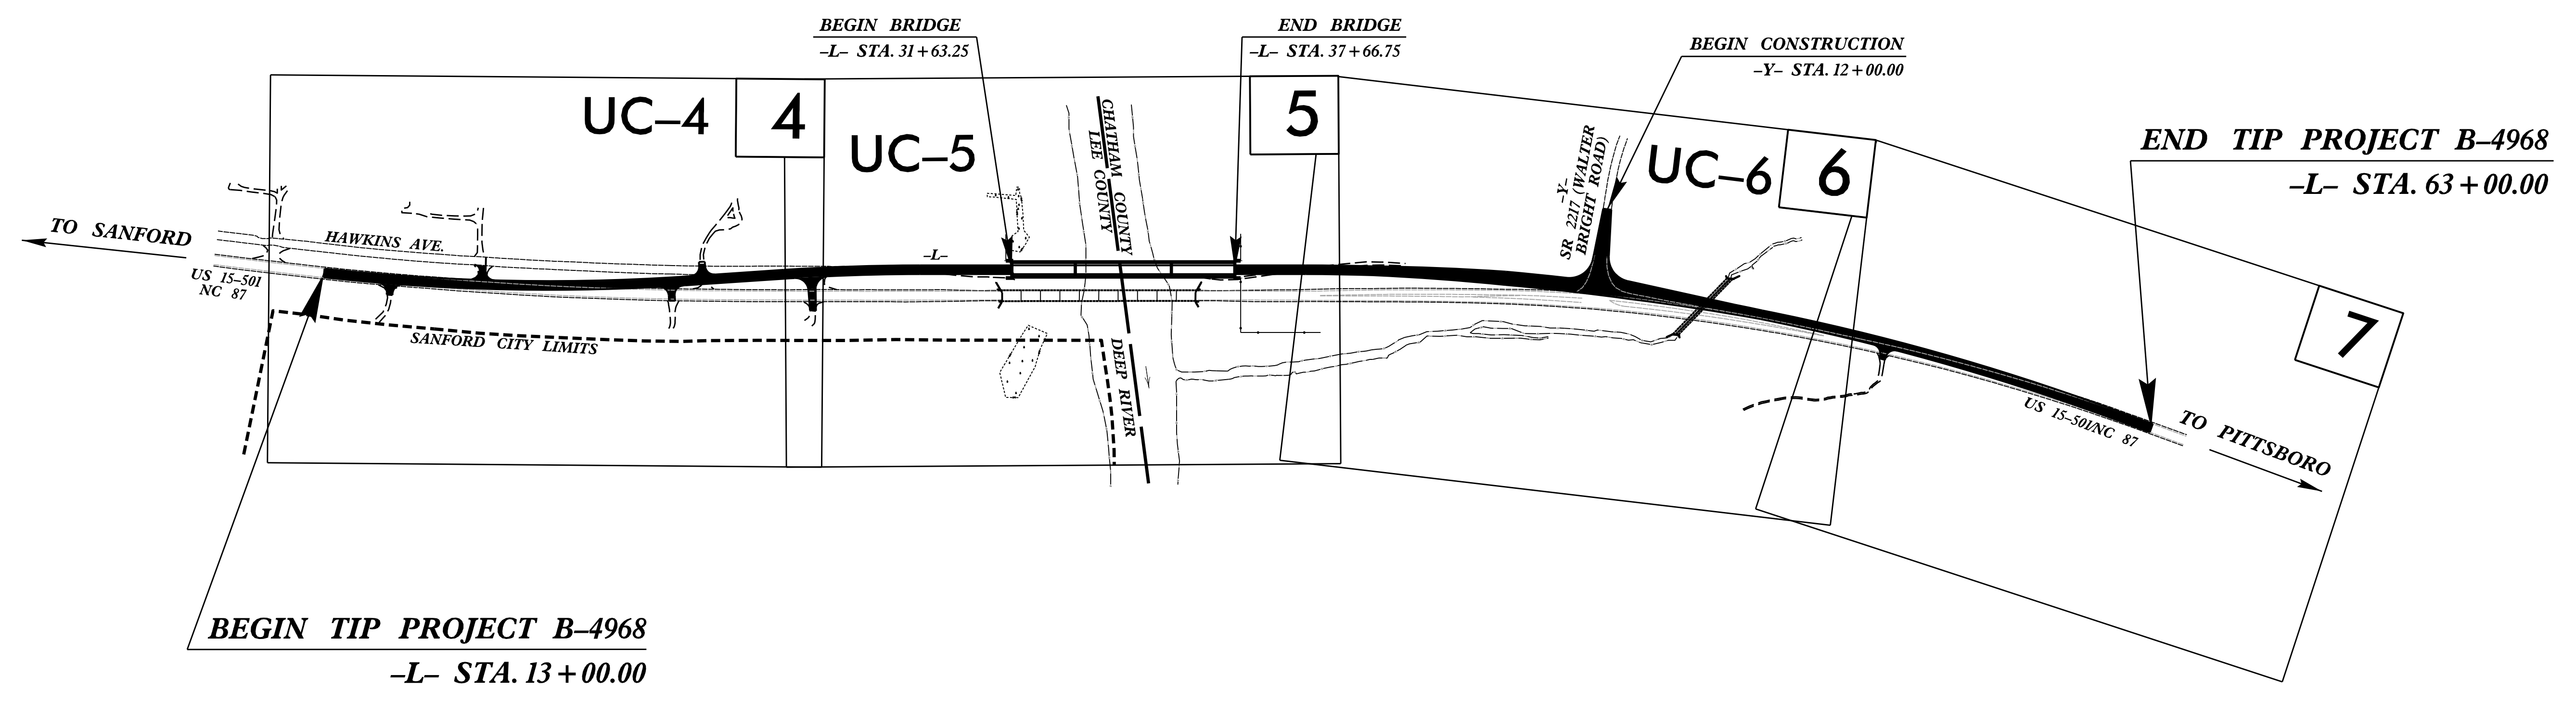 BEGIN BRIDGE
–L– STA. 31+63.25
END BRIDGE
–L– STA. 37+66.75
BEGIN CONSTRUCTION
–Y– STA. 12+00.00
UC–4
4
UC–5
5
UC–6
6
7
END TIP PROJECT B–4968
–L– STA. 63+00.00
CHATHAM COUNTY
LEE COUNTY
–Y–
SR 2217 (WALTER
BRIGHT ROAD)
TO SANFORD
HAWKINS AVE.
US 15–501
NC 87
–L–
SANFORD CITY LIMITS
DEEP RIVER
US 15–501/NC 87
TO PITTSBORO
BEGIN TIP PROJECT B–4968
–L– STA. 13+00.00